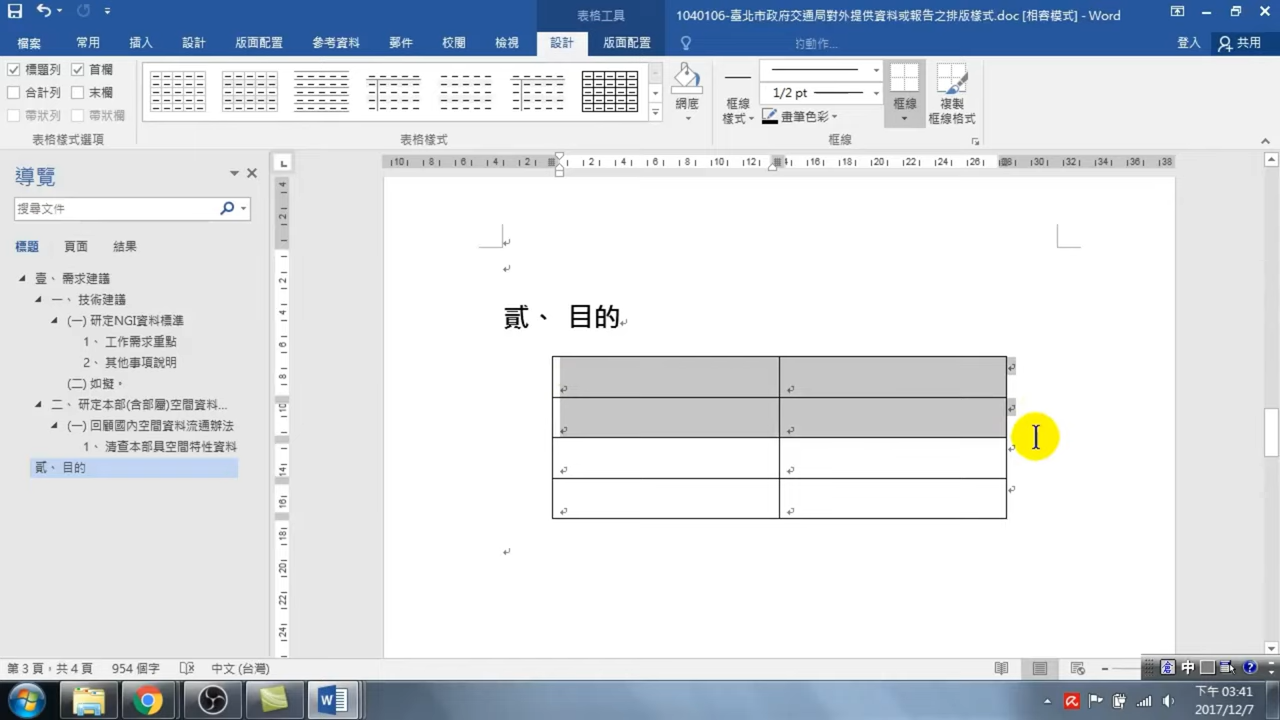 表格工具
1040106-臺北市政府交通局對外提供資料或報告之排版樣式.doc [相容模式] - Word
檔案
常用
插入
設計
版面配置
參考資料
郵件
校閱
檢視
設計
版面配置
的動作...
登入
共用
標題列
首欄
合計列
末欄
帶狀列
帶狀欄
表格樣式選項
表格樣式
網底
框線
樣式
1/2 pt
畫筆色彩
框線
複製
框線格式
框線
導覽
搜尋文件
標題
頁面
結果
壹、 需求建議
一、 技術建議
(一) 研定NGI資料標準
1、 工作需求重點
2、 其他事項說明
(二) 如擬。
二、 研定本部(含部屬)空間資料...
(一) 回顧國內空間資料流通辦法
1、 清查本部具空間特性資料
貳、 目的
貳、 目的
第 3 頁，共 4 頁
954 個字
中文 (台灣)
中
下午 03:41
2017/12/7